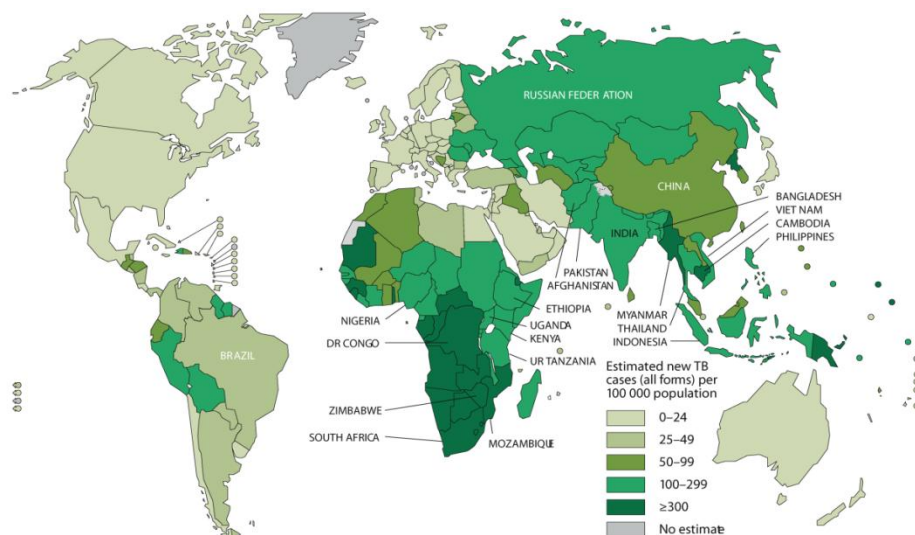 RUSSIAN FEDER ATION
CHINA
BANGLADESH
VIET NAM
CAMBODIA
PHILIPPINES
INDIA
PAKISTAN
AFGHANISTAN
ETHIOPIA
NIGERIA
UGANDA
KENYA
MYANMAR
THAILAND
INDONESIA
DR CONGO
UR TANZANIA
BRAZIL
ZIMBABWE
SOUTH AFRICA
MOZAMBIQUE
Estimated new TB
cases (all forms) per
100 000 population
0–24
25–49
50–99
100–299
≥300
No estimate